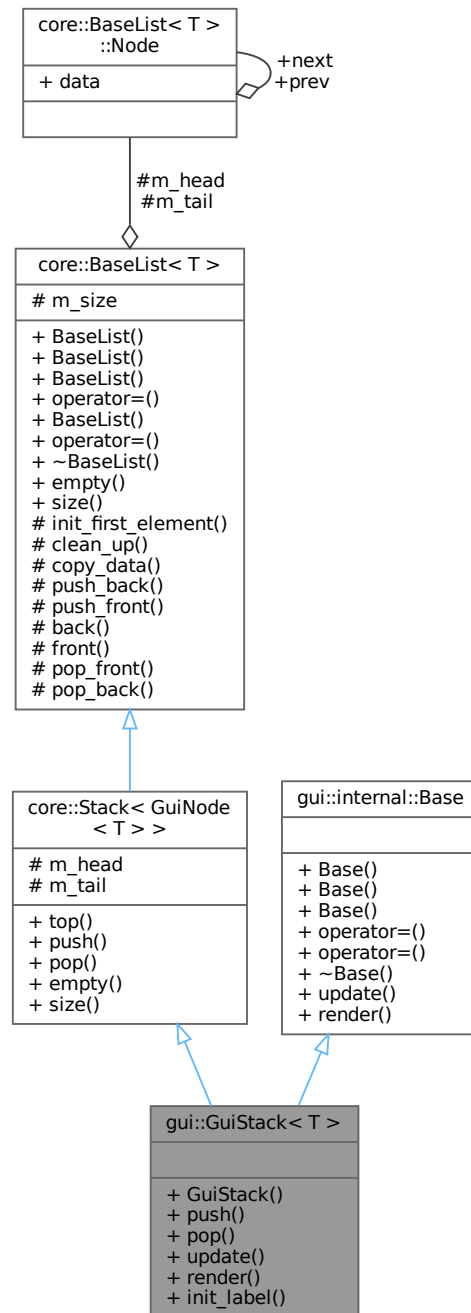 core::BaseList< T >
::Node
+ data
+next
+prev
#m_head
#m_tail
core::BaseList< T >
# m_size
+ BaseList()
+ BaseList()
+ BaseList()
+ operator=()
+ BaseList()
+ operator=()
+ ~BaseList()
+ empty()
+ size()
# init_first_element()
# clean_up()
# copy_data()
# push_back()
# push_front()
# back()
# front()
# pop_front()
# pop_back()
core::Stack< GuiNode
< T > >
# m_head
# m_tail
+ top()
+ push()
+ pop()
+ empty()
+ size()
gui::internal::Base
+ Base()
+ Base()
+ Base()
+ operator=()
+ operator=()
+ ~Base()
+ update()
+ render()
gui::GuiStack< T >
+ GuiStack()
+ push()
+ pop()
+ update()
+ render()
+ init_label()